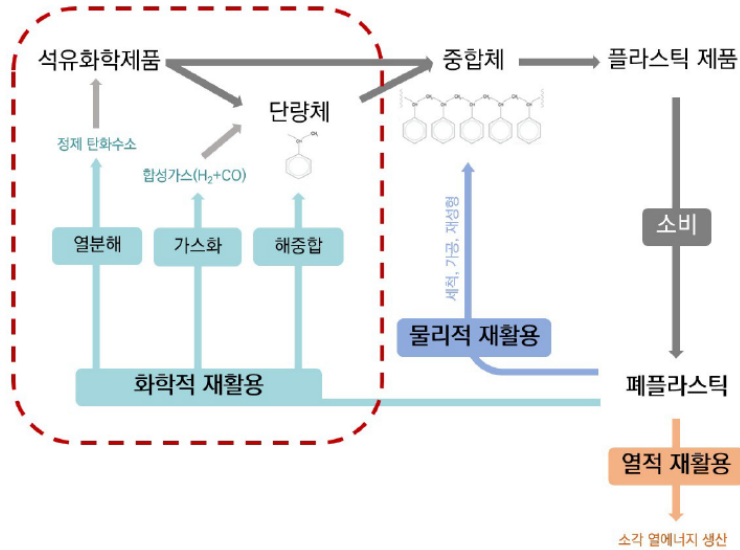 석유화학제품
중합체
플라스틱 제품
단량체
정제 탄화수소
합성가스(H₂+CO)
열분해
가스화
해중합
세척, 가공, 재성형
소비
물리적 재활용
화학적 재활용
폐플라스틱
열적 재활용
소각 열에너지 생산